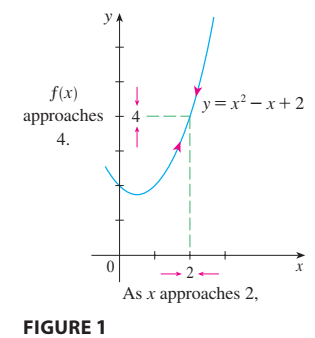 y
f(x)
approaches
4.
4
y = x² – x + 2
0
2
x
As x approaches 2,
FIGURE 1